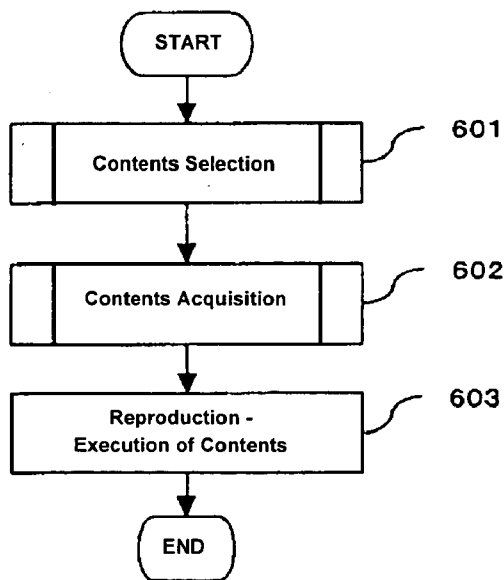 START
Contents Selection
601
Contents Acquisition
602
Reproduction -
Execution of Contents
603
END